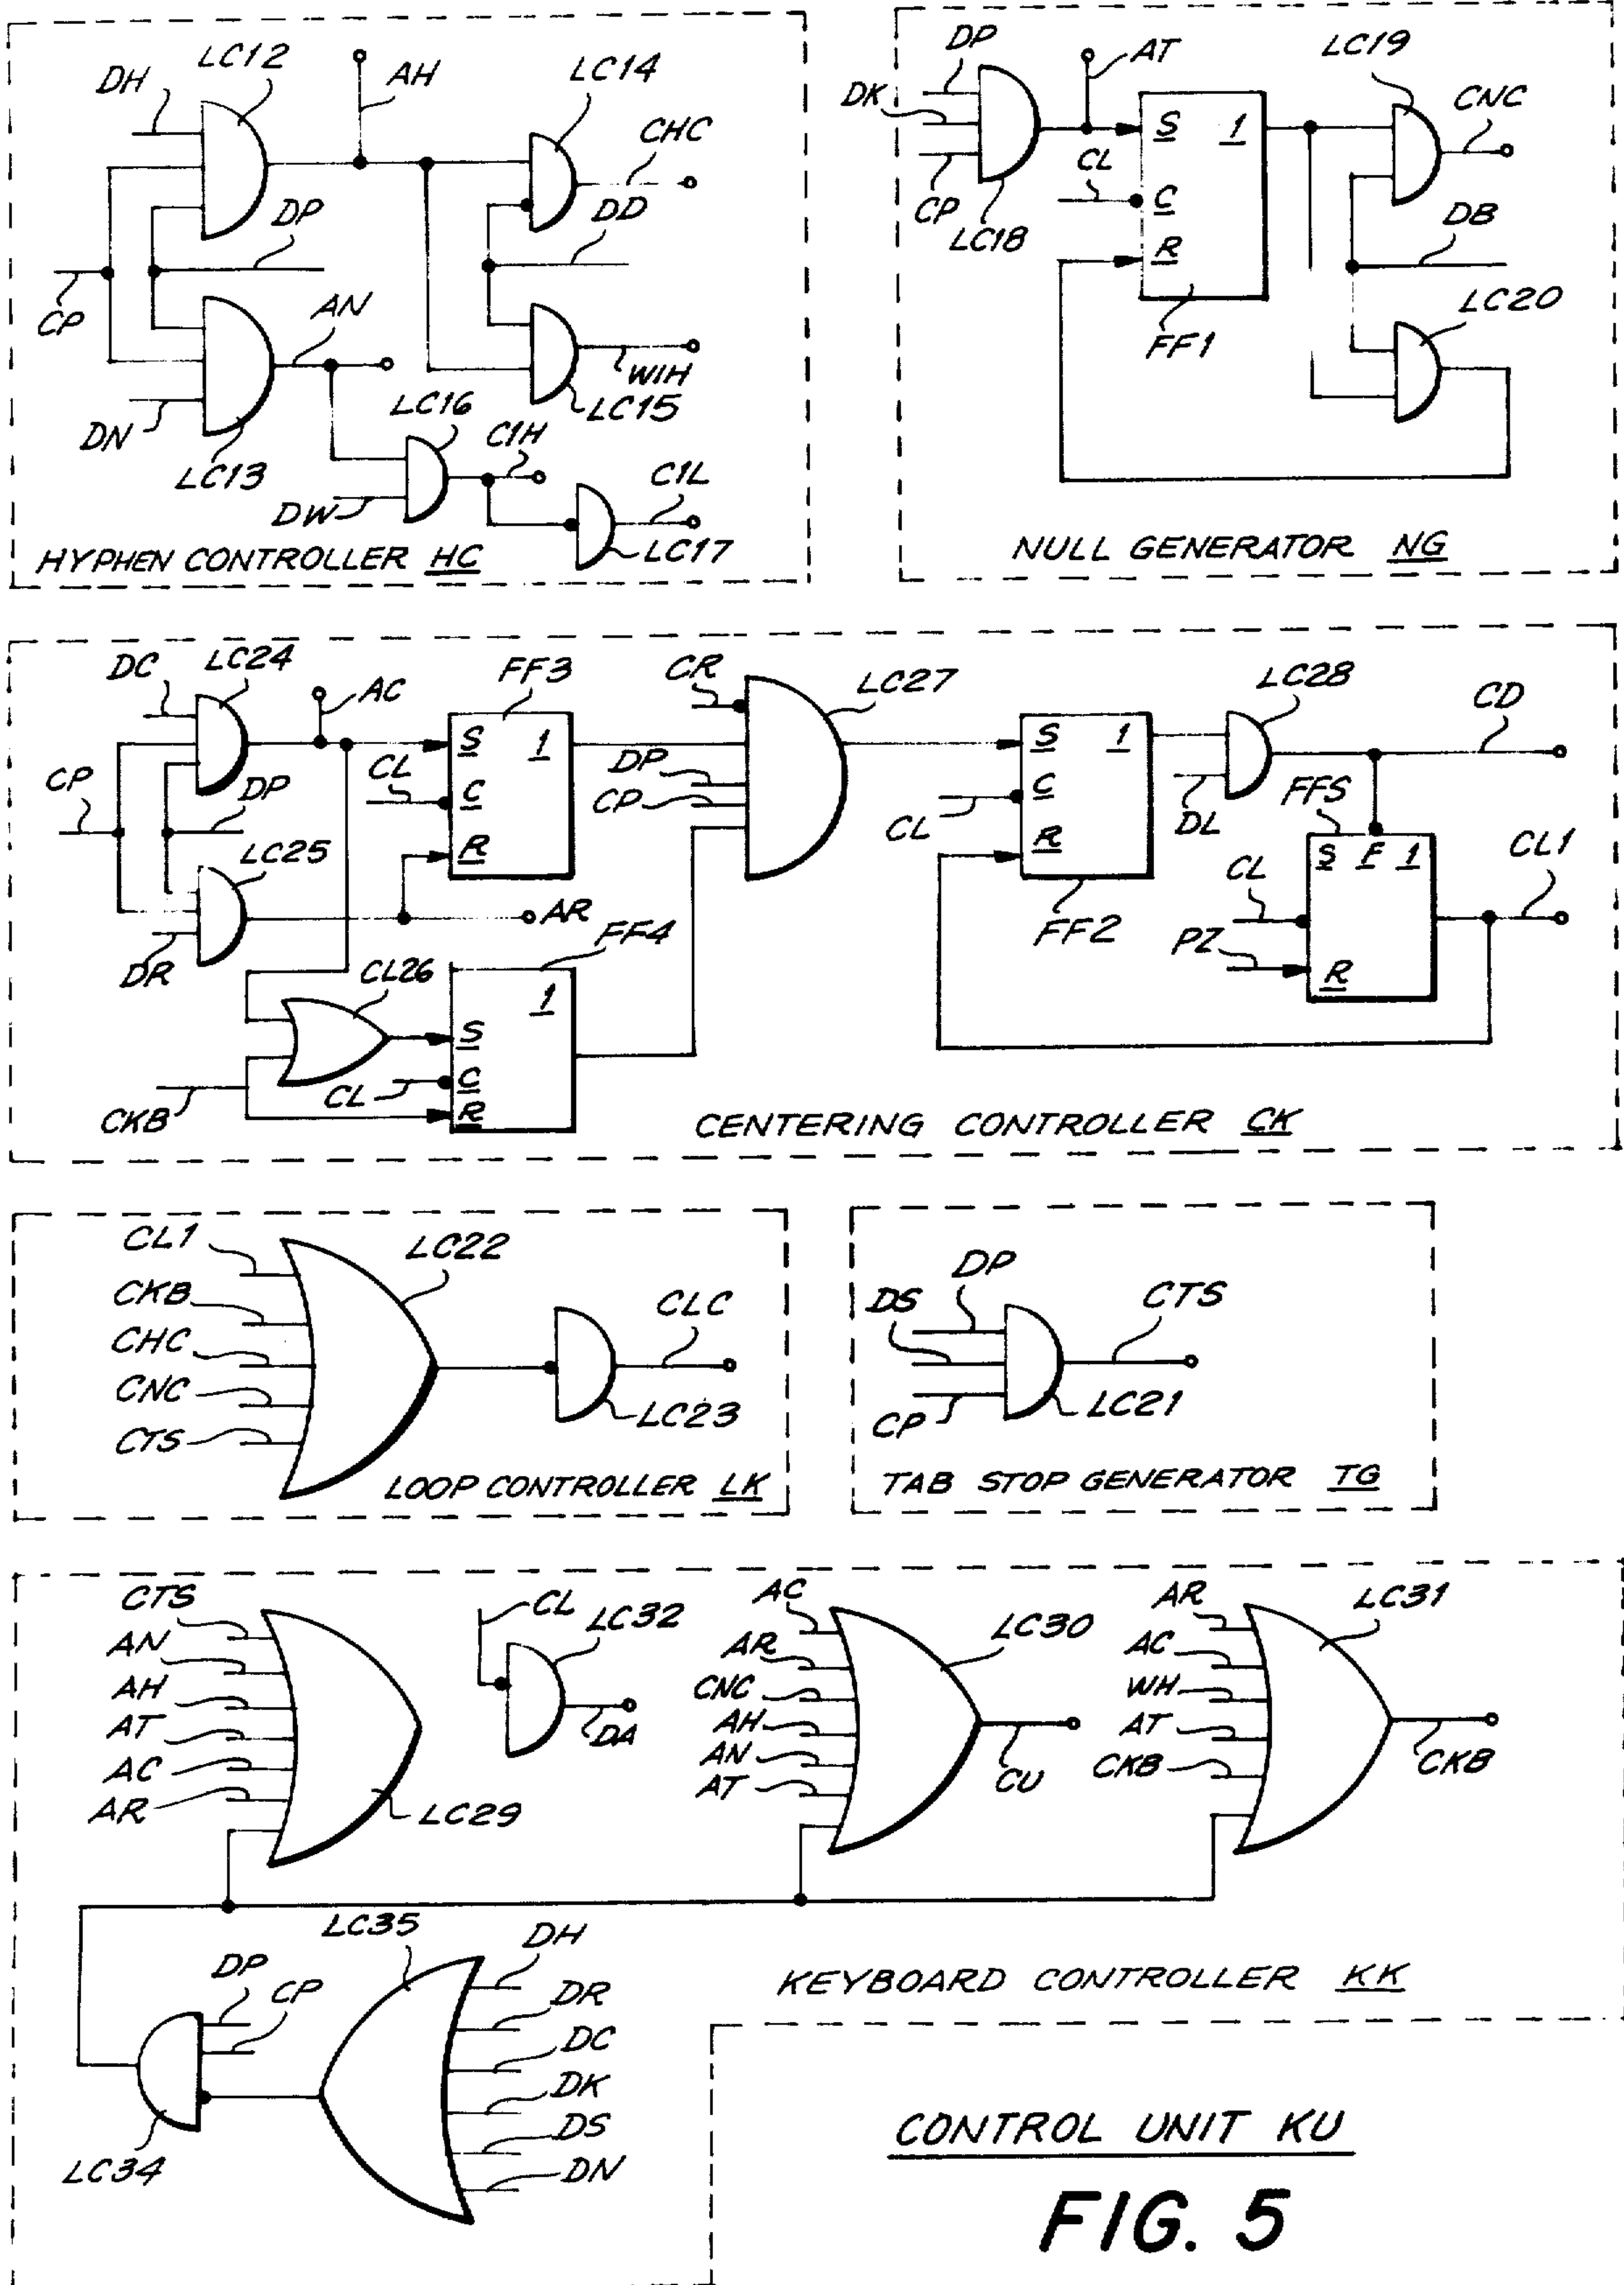 LC12
DH
AH
LC14
CHC
DP
DD
CP
AN
WIH
LC15
DN
LC13
LC16
C1H
C1L
DW
LC17
HYPHEN CONTROLLER HC
DP
AT
LC19
DK
S 1
CNC
CL
CP
C
LC18
DB
R
LC20
FF1
NULL GENERATOR NG
DC
LC24
AC
FF3
CR
LC27
LC28
CD
S 1
S 1
CP
CL
DP
DP
C
CP
C
CL
DL
FFS
LC25
R
R
S F 1
CL1
CL
AR
FF4
FF2
PZ
DR
CL26
R
1
S
CL
C
CKB
R
CENTERING CONTROLLER CK
CL1
LC22
CKB
CLC
CHC
CNC
LC23
CTS
LOOP CONTROLLER LK
DP
DS
CTS
CP
LC21
TAB STOP GENERATOR TG
CTS
AN
AH
AT
AC
AR
LC29
CL
LC32
DA
AC
AR
CNC
AH
AN
AT
LC30
CU
AR
AC
WH
AT
CKB
LC31
CKB
LC35
DP
CP
DH
DR
DC
DK
DS
DN
LC34
KEYBOARD CONTROLLER KK
CONTROL UNIT KU
FIG. 5